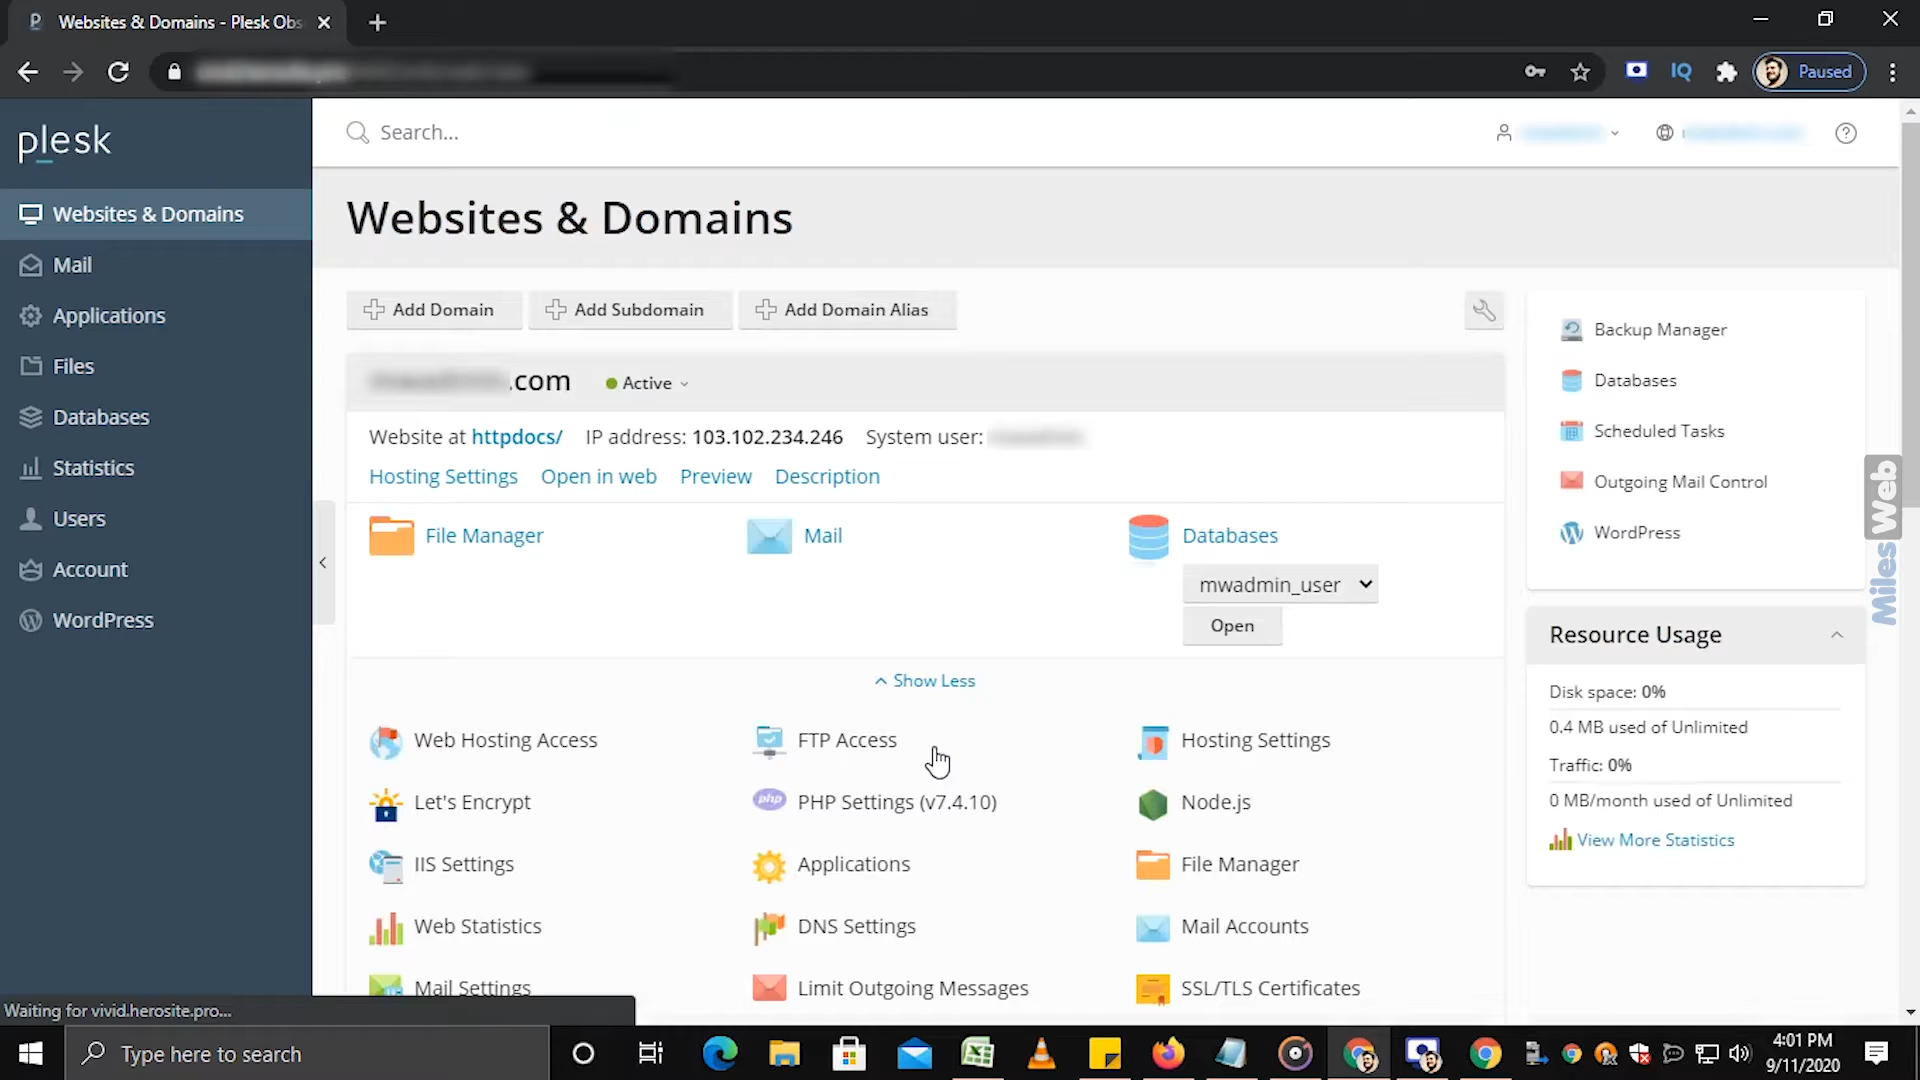 Websites & Domains - Plesk Obs
IQ
Paused
plesk
Search...
Websites & Domains
Mail
Applications
Files
Databases
Statistics
Users
Account
WordPress
Websites & Domains
Add Domain
Add Subdomain
Add Domain Alias
.com
Active
Website at httpdocs/ IP address: 103.102.234.246 System user:
Hosting Settings Open in web Preview Description
File Manager
Mail
Databases
mwadmin_user
Open
Show Less
Web Hosting Access
FTP Access
Hosting Settings
Let's Encrypt
php
PHP Settings (v7.4.10)
Node.js
IIS Settings
Applications
File Manager
Web Statistics
DNS Settings
Mail Accounts
Mail Settings
Limit Outgoing Messages
SSL/TLS Certificates
Backup Manager
Databases
Scheduled Tasks
Outgoing Mail Control
WordPress
MilesWeb
Resource Usage
Disk space: 0%
0.4 MB used of Unlimited
Traffic: 0%
0 MB/month used of Unlimited
View More Statistics
Waiting for vivid.herosite.pro...
Type here to search
4:01 PM
9/11/2020